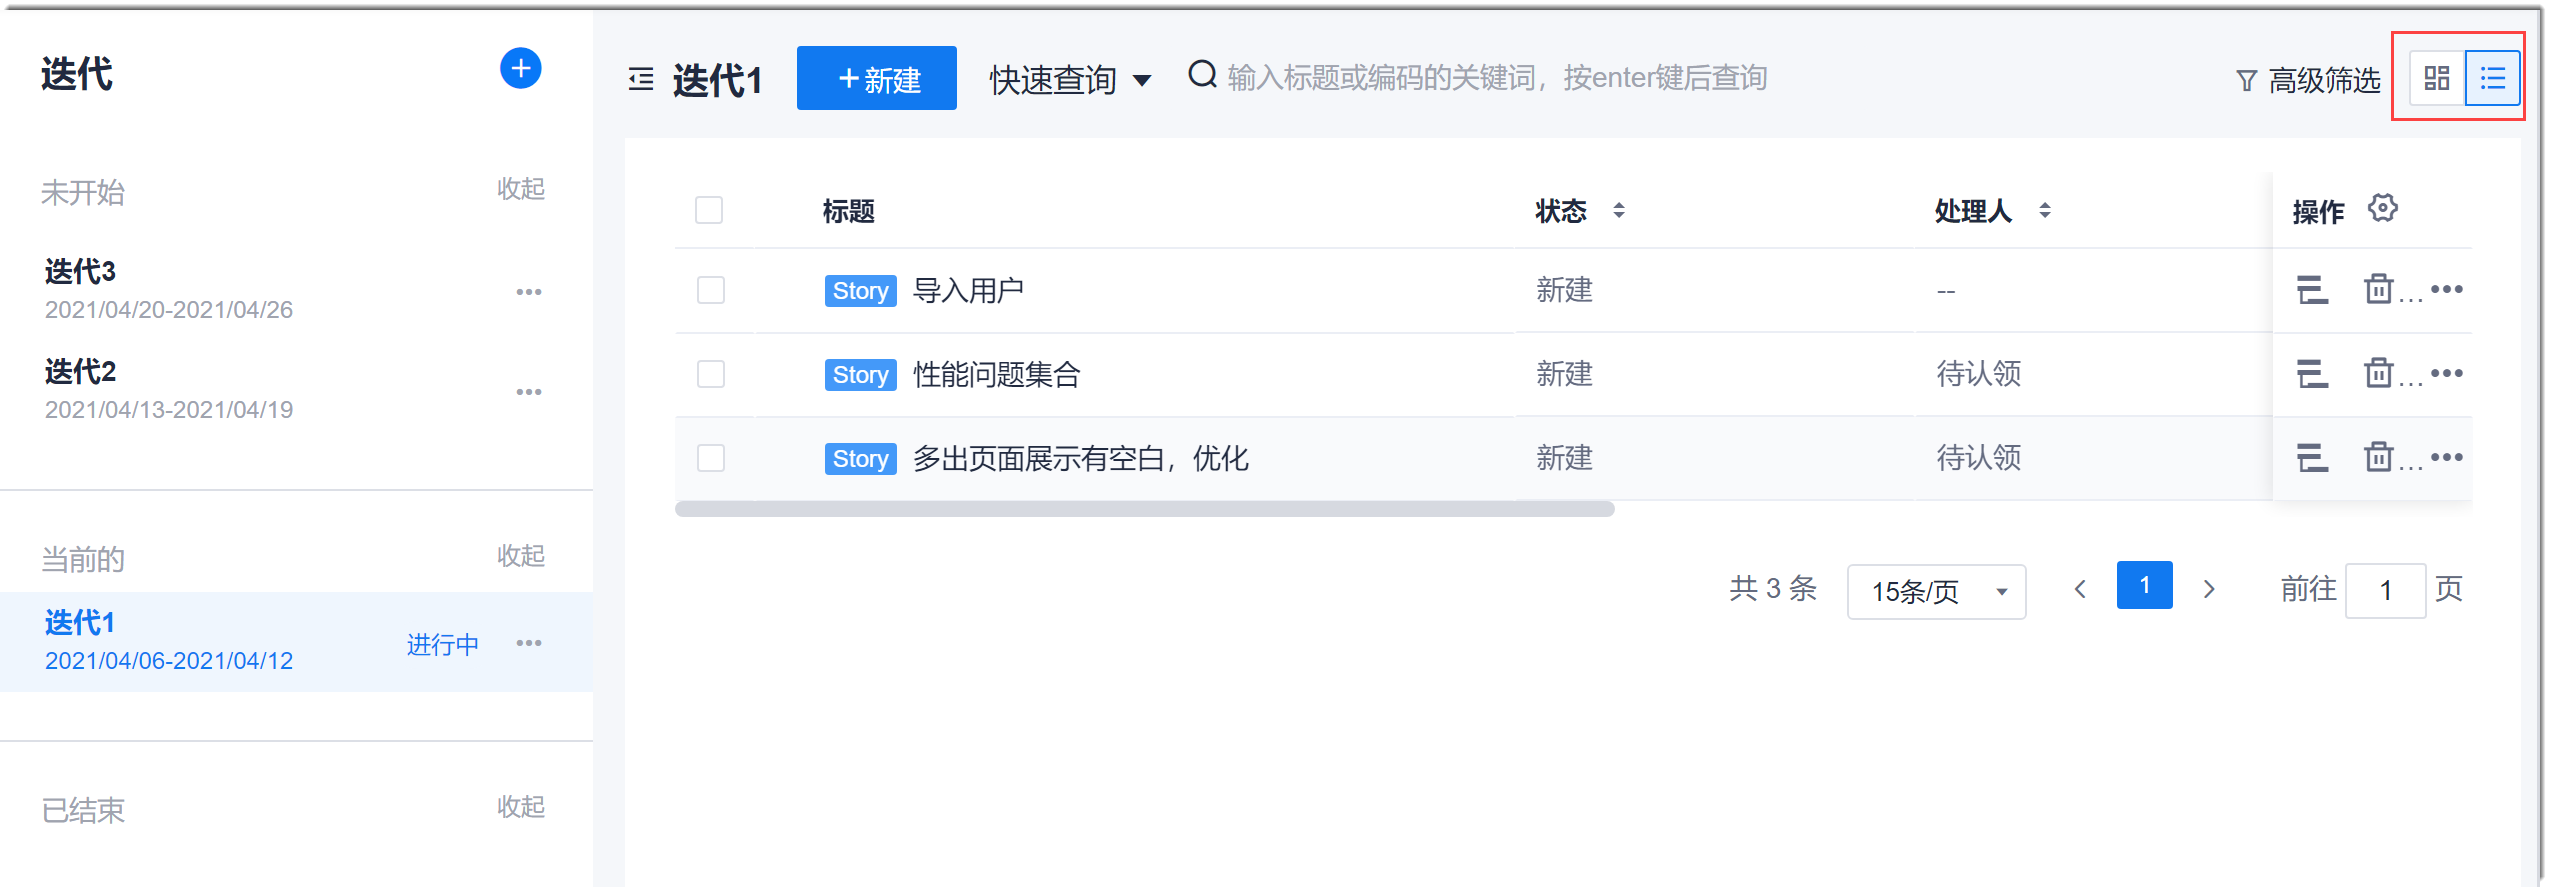 迭代
未开始 收起
迭代3
2021/04/20-2021/04/26
迭代2
2021/04/13-2021/04/19
当前的 收起
迭代1
2021/04/06-2021/04/12 进行中
已结束 收起
迭代1 +新建 快速查询 输入标题或编码的关键词，按enter键后查询 高级筛选
标题 状态 处理人 操作
Story 导入用户 新建 -- ...
Story 性能问题集合 新建 待认领 ...
Story 多出页面展示有空白，优化 新建 待认领 ...
共 3 条 15条/页 1 前往 1 页